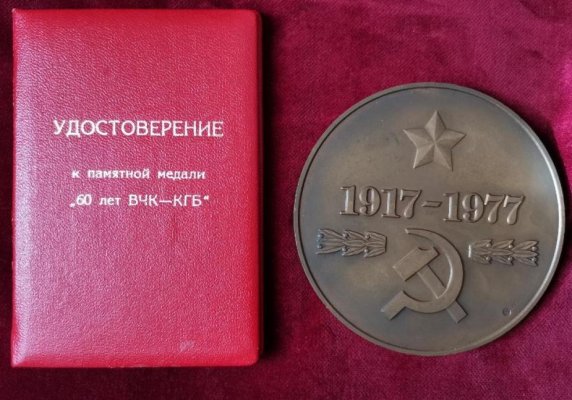 УДОСТОВЕРЕНИЕ
к памятной медали
„60 лет ВЧК—КГБ"
1917-1977